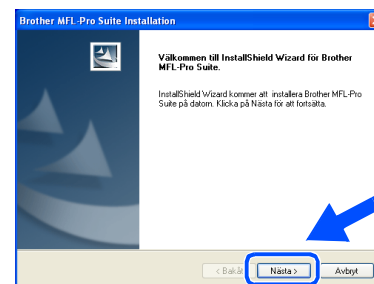 Brother MFL-Pro Suite Installation
Välkommen till InstallShield Wizard för Brother
MFL-Pro Suite.
InstallShield Wizard kommer att installera Brother MFL-Pro
Suite på datorn. Klicka på Nästa för att fortsätta.
< Bakåt
Nästa >
Avbryt